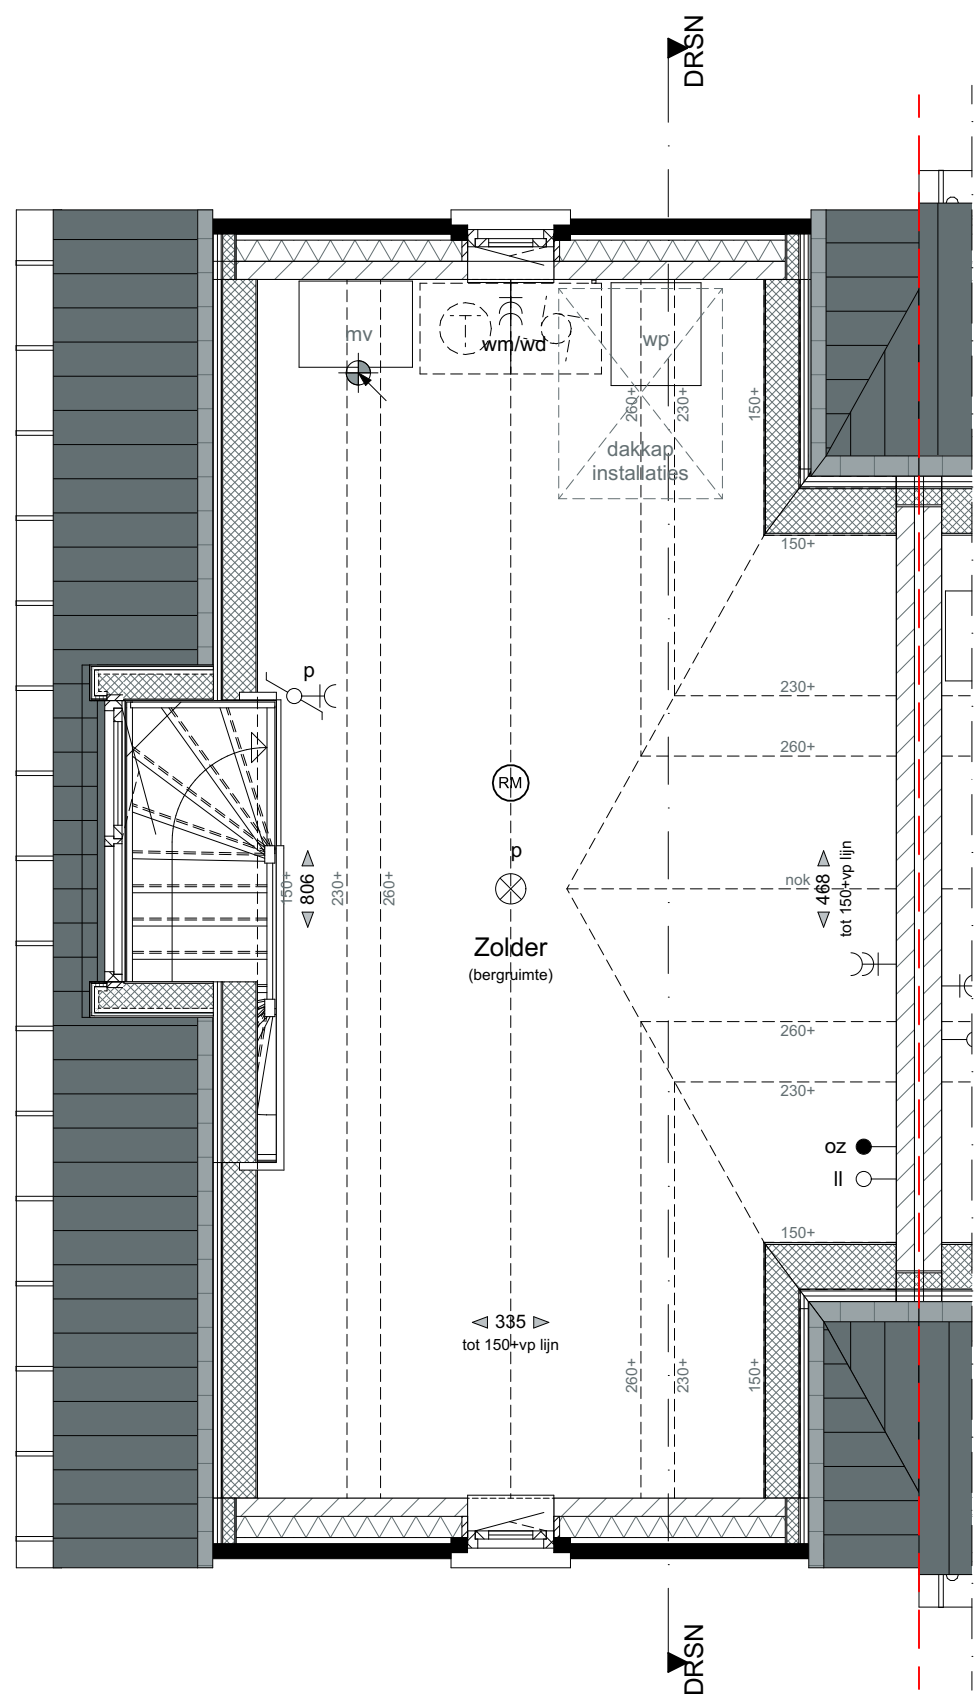 DRSN
mv
wm/wd
wp
260+
230+
150+
dakkap
installaties
150+
p
230+
260+
RM
p
150+
806
230+
260+
nok
468
tot 150+vp lijn
Zolder
(bergruimte)
260+
230+
oz
ll
150+
335
tot 150+vp lijn
260+
230+
150+
DRSN